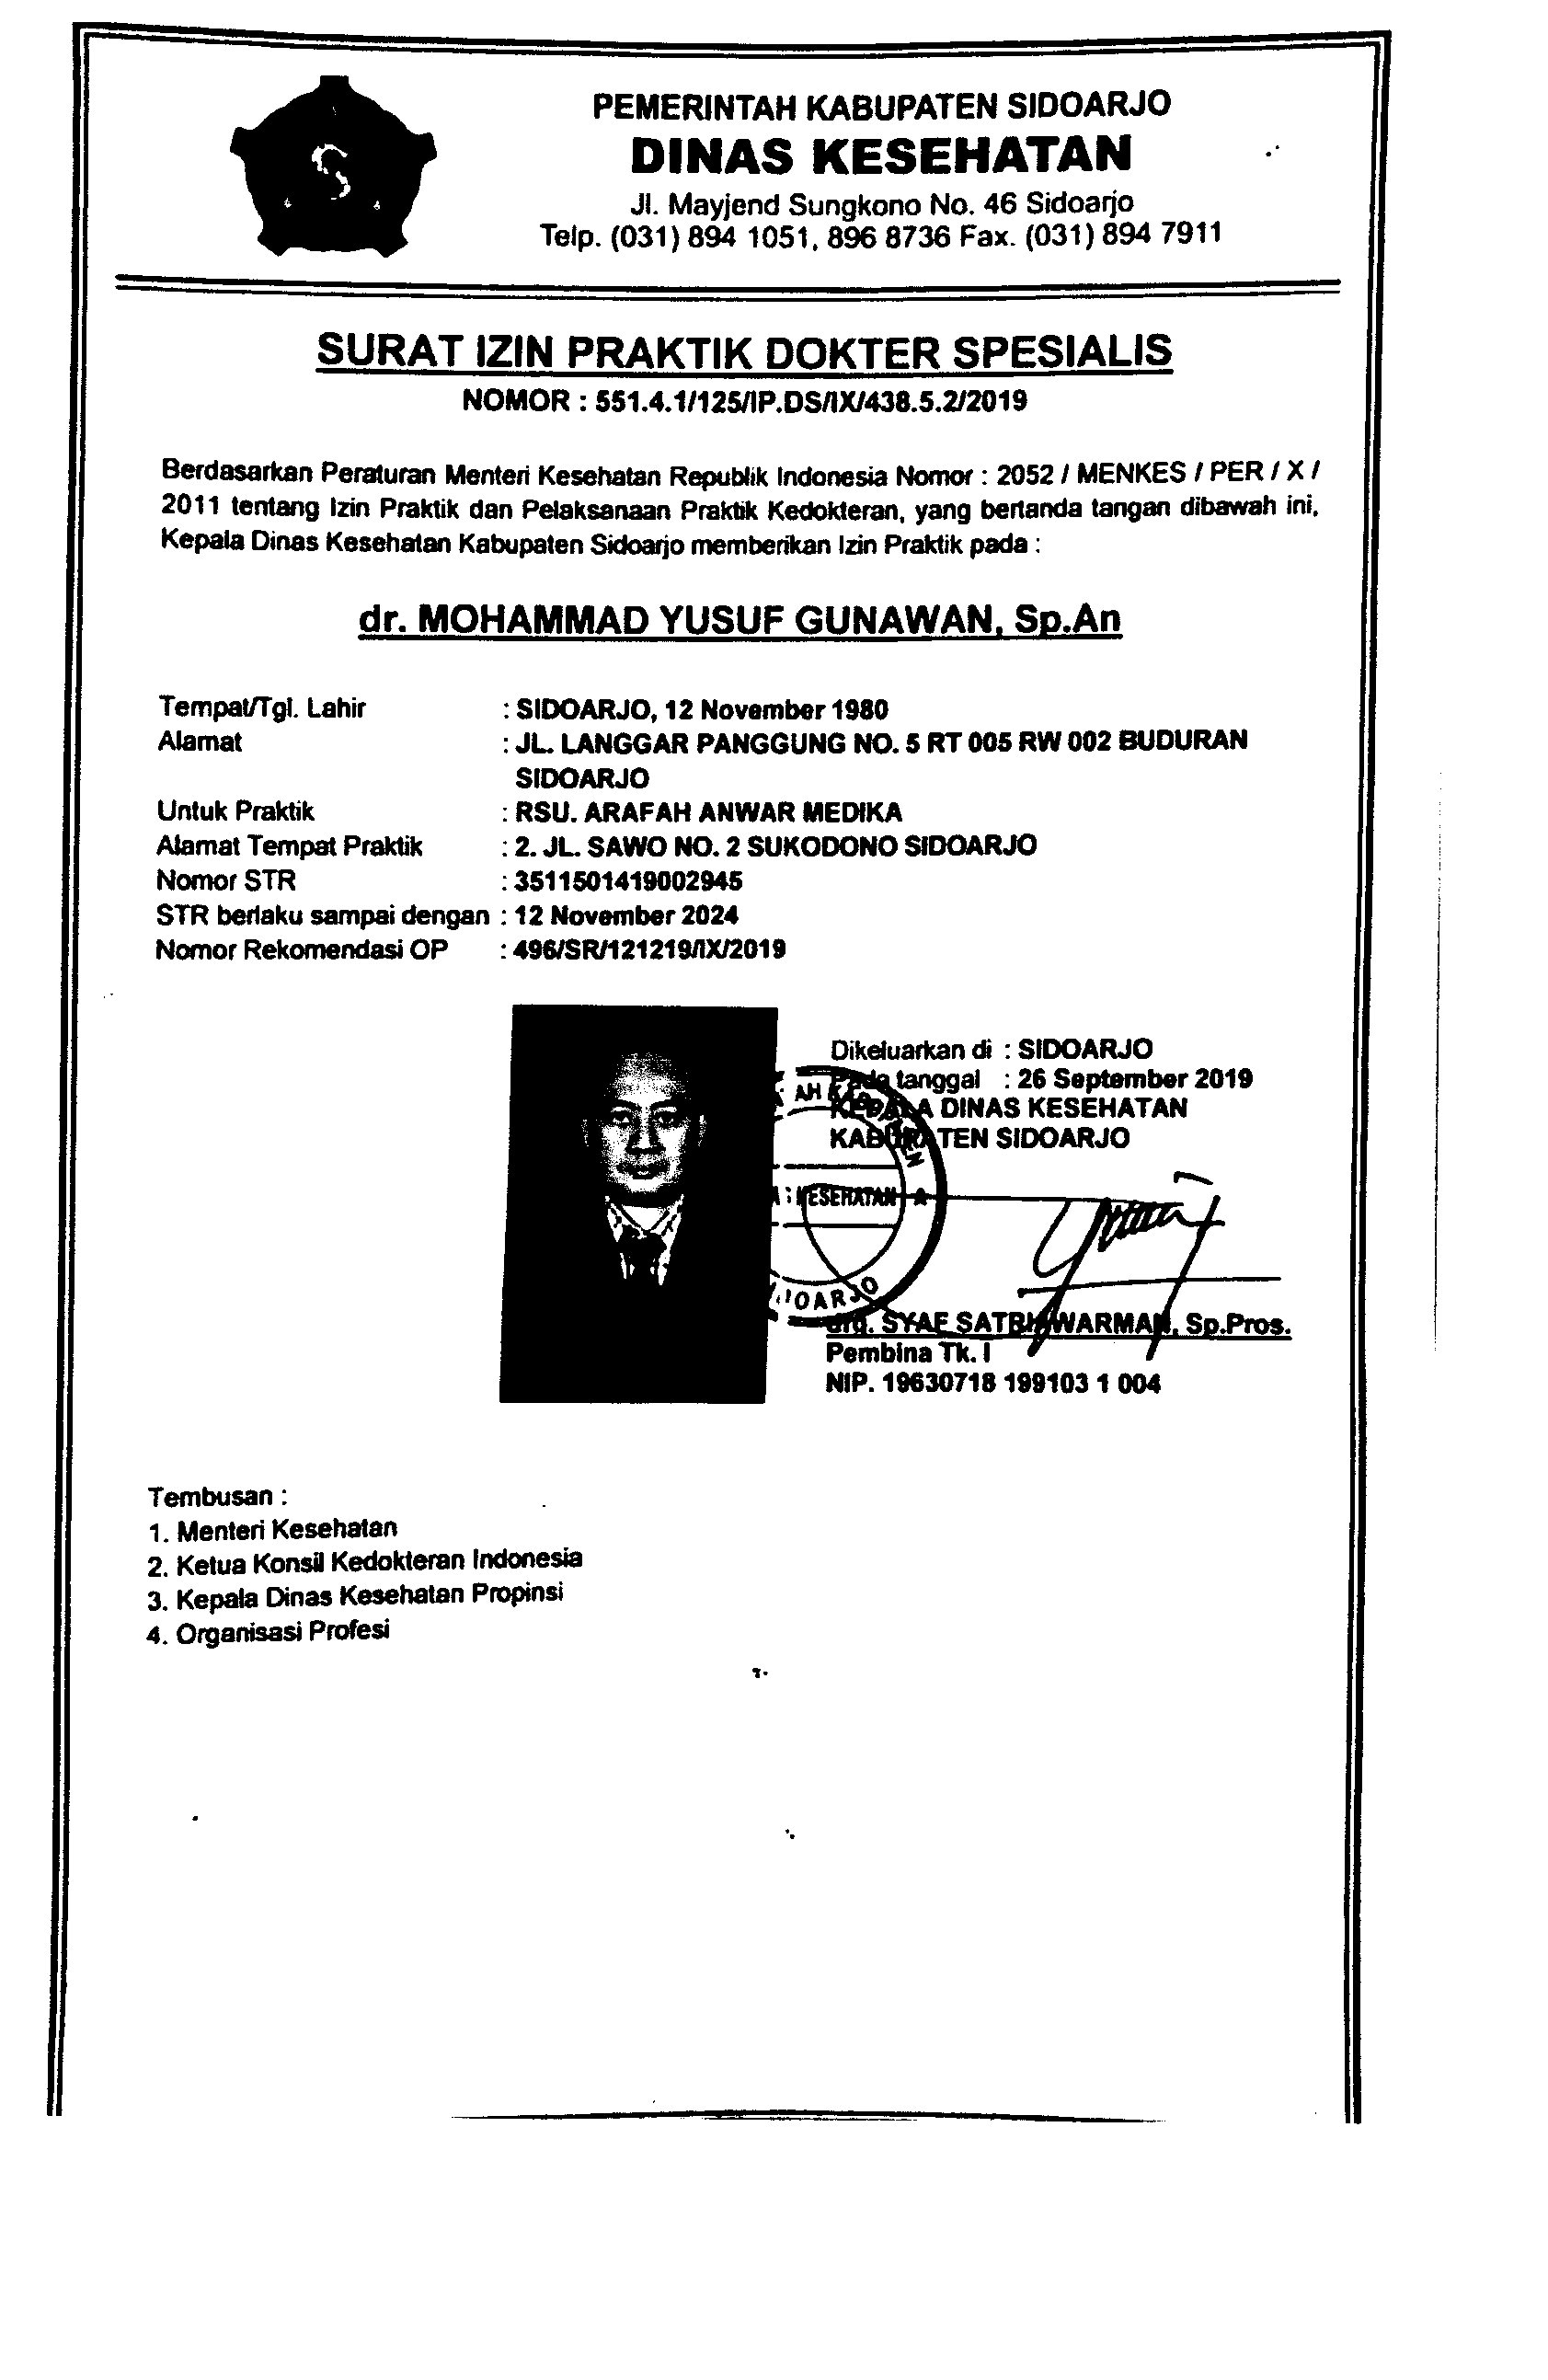 S
PEMERINTAH KABUPATEN SIDOARJO
DINAS KESEHATAN
Jl. Mayjend Sungkono No. 46 Sidoarjo
Telp. (031) 894 1051, 896 8736 Fax. (031) 894 7911
SURAT IZIN PRAKTIK DOKTER SPESIALIS
NOMOR : 551.4.1/125/IP.DS/IX/438.5.2/2019
Berdasarkan Peraturan Menteri Kesehatan Republik Indonesia Nomor : 2052 / MENKES / PER / X /
2011 tentang Izin Praktik dan Pelaksanaan Praktik Kedokteran, yang bertanda tangan dibawah ini,
Kepala Dinas Kesehatan Kabupaten Sidoarjo memberikan Izin Praktik pada :
dr. MOHAMMAD YUSUF GUNAWAN, Sp.An
Tempat/Tgl. Lahir : SIDOARJO, 12 November 1980
Alamat : JL. LANGGAR PANGGUNG NO. 5 RT 005 RW 002 BUDURAN
SIDOARJO
Untuk Praktik : RSU. ARAFAH ANWAR MEDIKA
Alamat Tempat Praktik : 2. JL. SAWO NO. 2 SUKODONO SIDOARJO
Nomor STR : 3511501419002945
STR berlaku sampai dengan : 12 November 2024
Nomor Rekomendasi OP : 496/SR/121219/IX/2019
Dikeluarkan di : SIDOARJO
Pada tanggal : 26 September 2019
KEPALA DINAS KESEHATAN
KABUPATEN SIDOARJO
KESEHATAN
drg. SYAF SATRIAWARMAN, Sp.Pros.
Pembina Tk. I
NIP. 19630718 199103 1 004
Tembusan :
1. Menteri Kesehatan
2. Ketua Konsil Kedokteran Indonesia
3. Kepala Dinas Kesehatan Propinsi
4. Organisasi Profesi